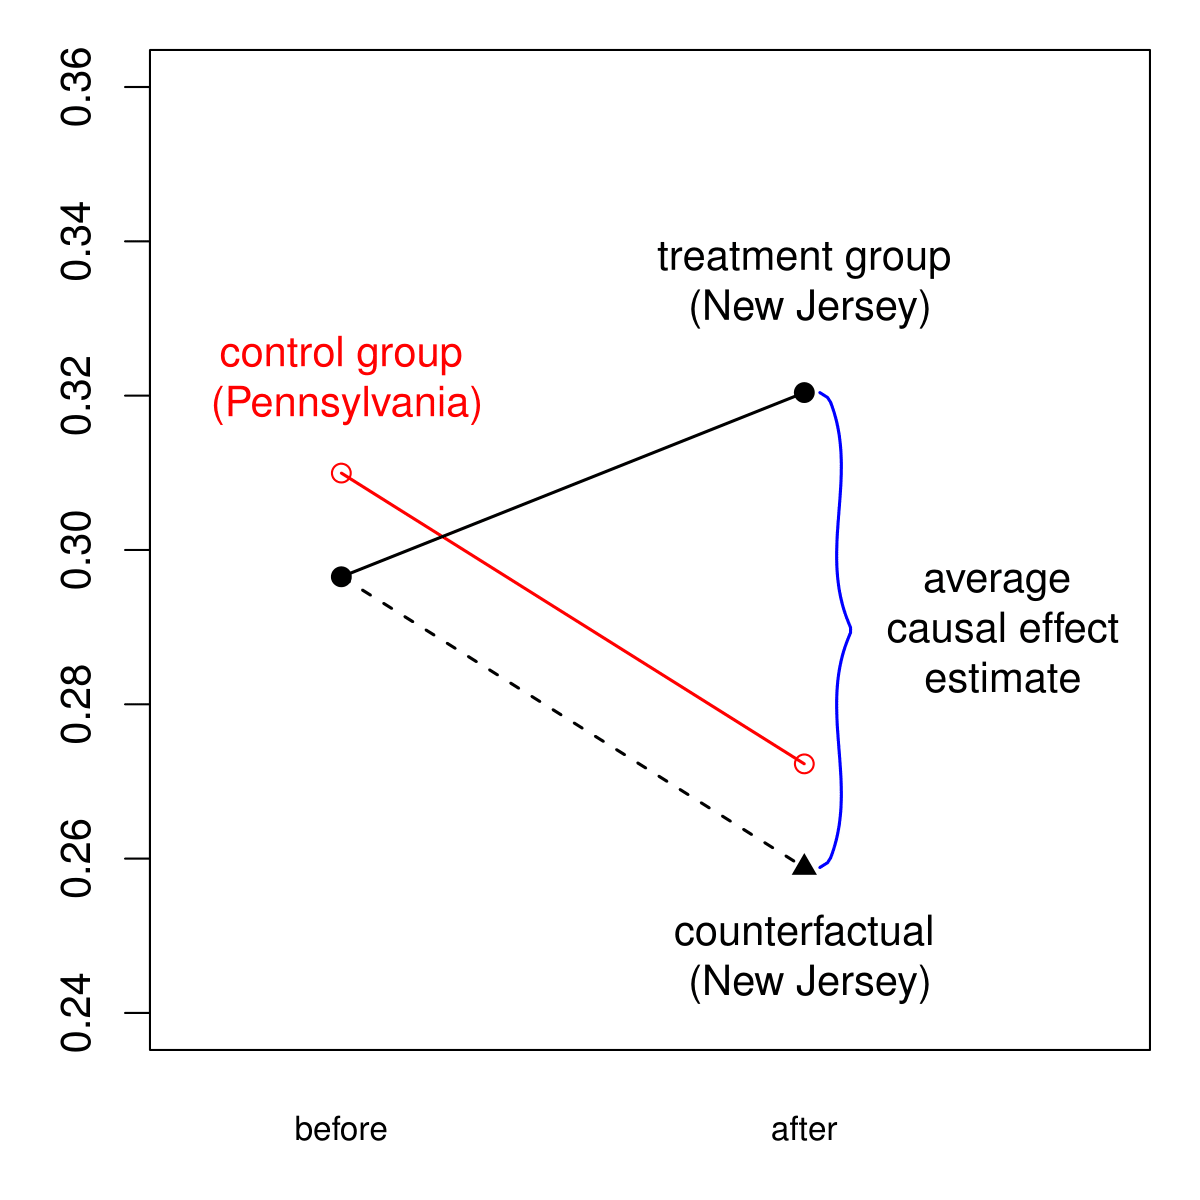 0.36
0.34
0.32
0.30
0.28
0.26
0.24
treatment group
(New Jersey)
control group
(Pennsylvania)
average
causal effect
estimate
counterfactual
(New Jersey)
before
after